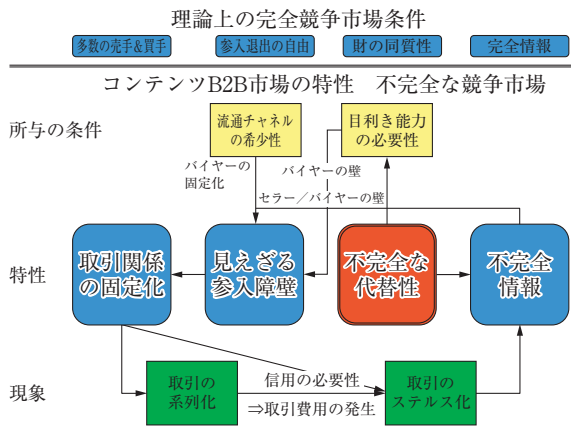 理論上の完全競争市場条件
多数の売手&買手
参入退出の自由
財の同質性
完全情報
コンテンツB2B市場の特性 不完全な競争市場
所与の条件
流通チャネル
の希少性
目利き能力
の必要性
バイヤーの
固定化
バイヤーの壁
セラー／バイヤーの壁
特性
取引関係
の固定化
見えざる
参入障壁
不完全な
代替性
不完全
情報
現象
取引の
系列化
信用の必要性
⇒取引費用の発生
取引の
ステルス化